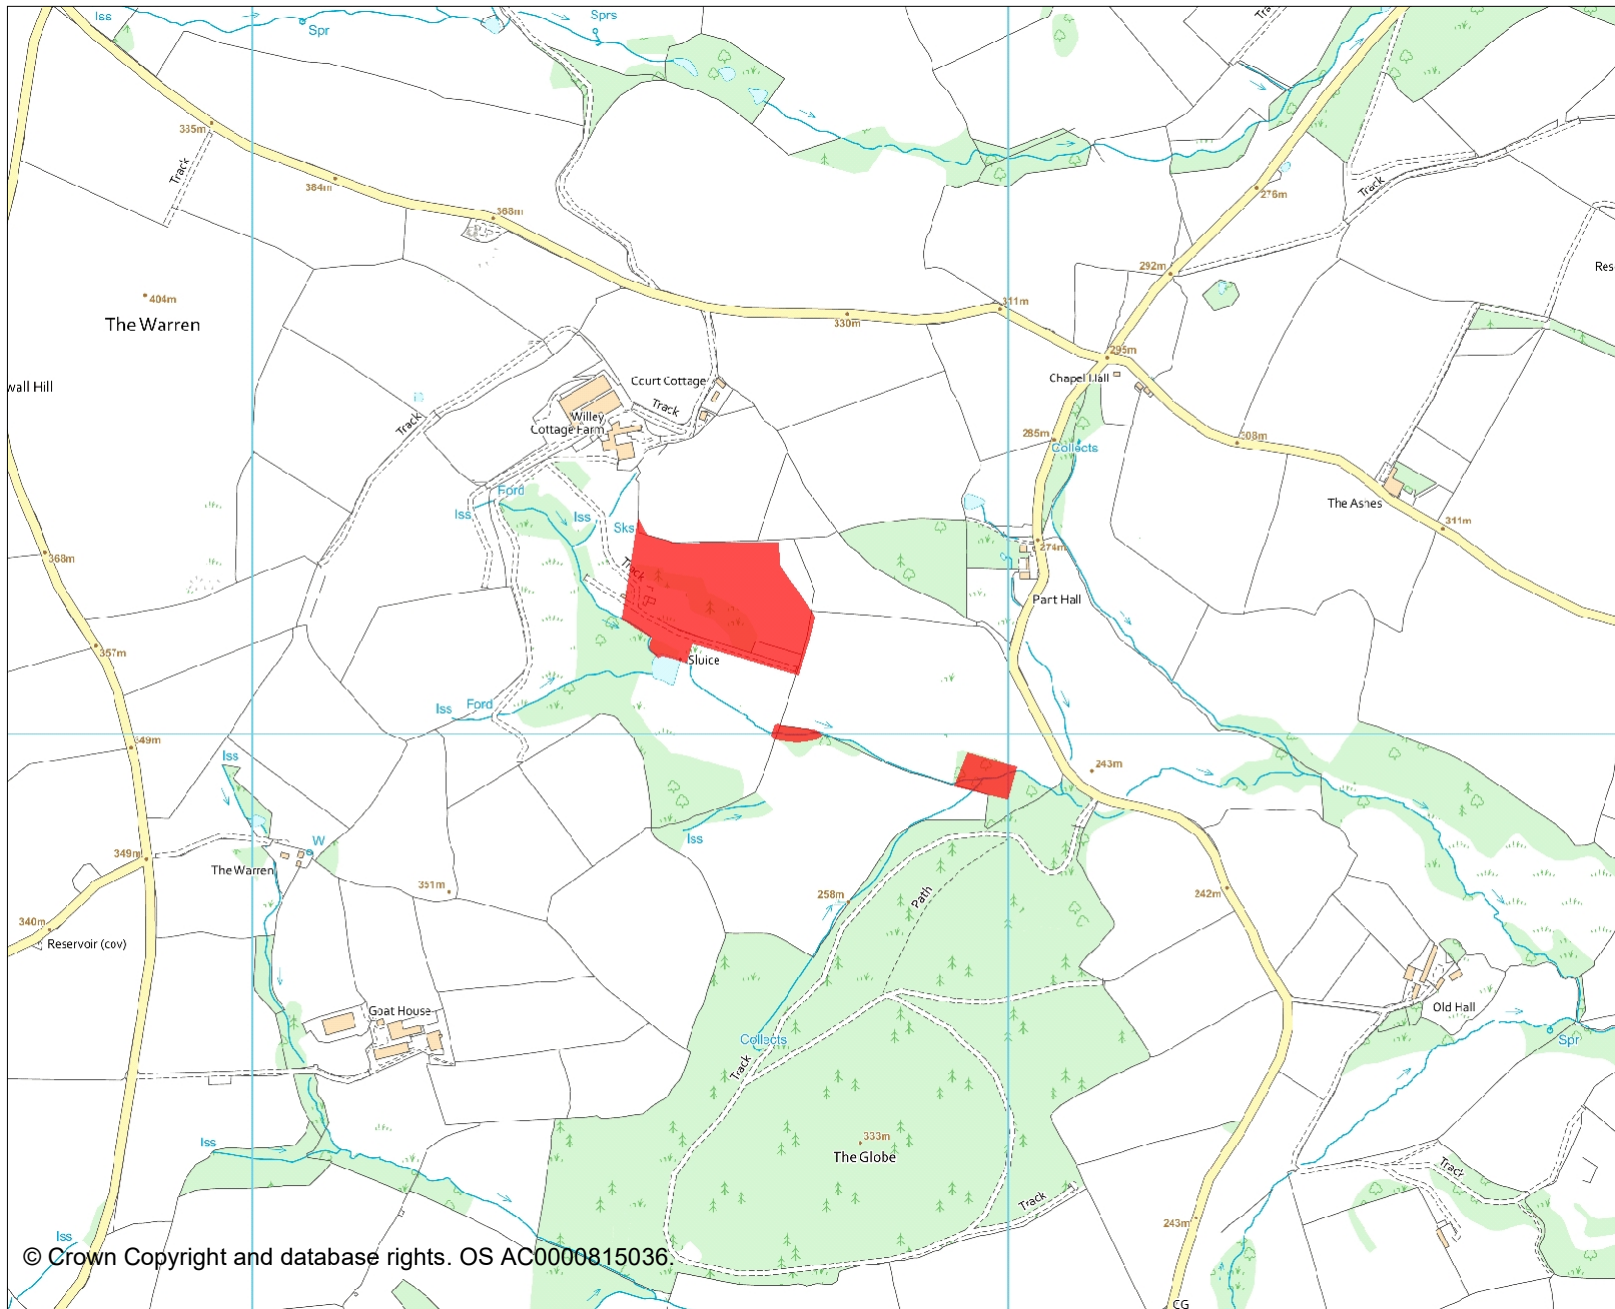 Iss
Spr
Sprs
Tra
335m
Track
384m
368m
276m
Track
292m
Res
404m
The Warren
311m
330m
295m
wall Hill
Court Cottage
Chapel Hall
Track
Willey
Cottage Farm
Track
285m
Collects
308m
Ford
Iss
Iss
Sks
The Ashes
311m
368m
274m
Track
Part Hall
357m
Sluice
Iss
Ford
349m
Iss
243m
Iss
W
349m
The Warren
351m
258m
Path
242m
340m
Reservoir (cov)
Goat House
Old Hall
Collects
Spr
Track
Iss
333m
The Globe
Track
Track
Iss
243m
© Crown Copyright and database rights. OS AC0000815036.
CG